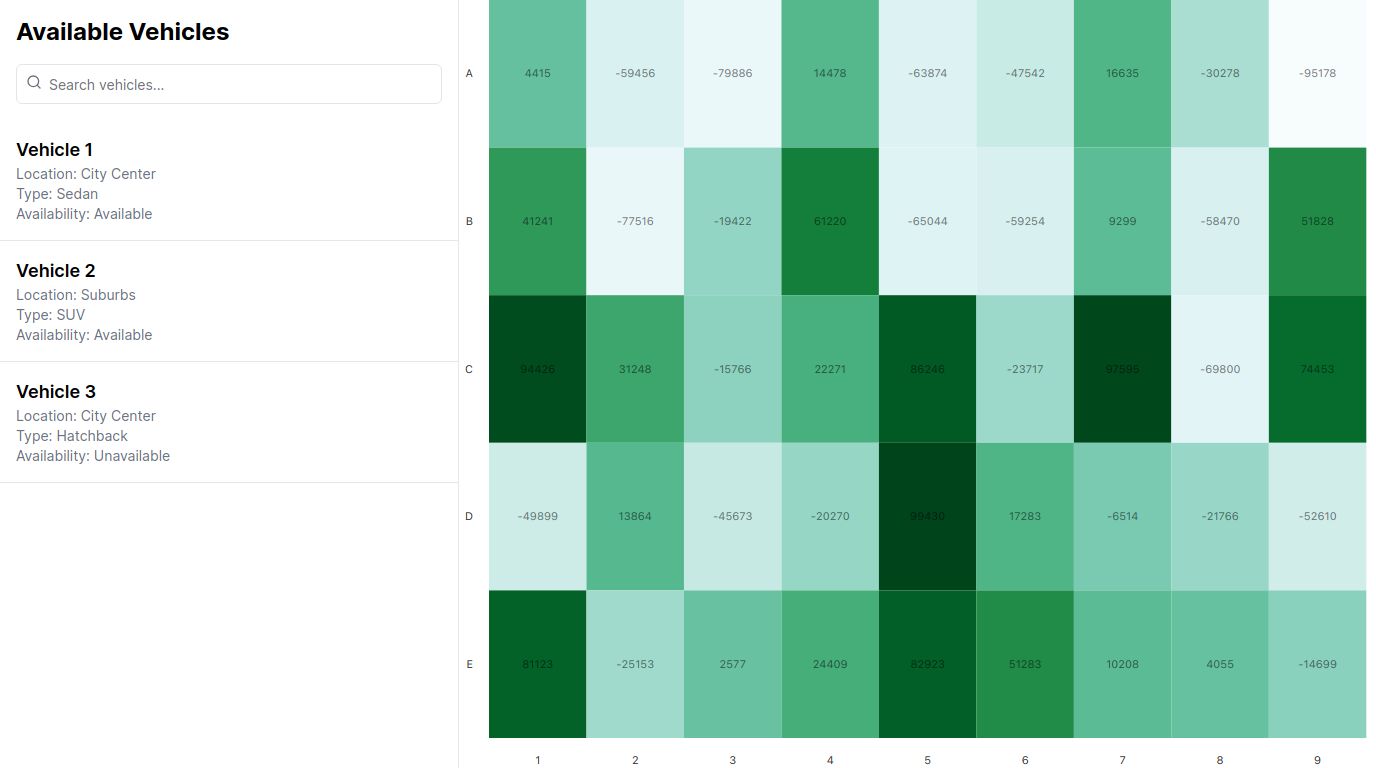 Available Vehicles
Search vehicles...
Vehicle 1
Location: City Center
Type: Sedan
Availability: Available
Vehicle 2
Location: Suburbs
Type: SUV
Availability: Available
Vehicle 3
Location: City Center
Type: Hatchback
Availability: Unavailable
A 4415 -59456 -79886 14478 -63874 -47542 16635 -30278 -95178
B 41241 -77516 -19422 61220 -65044 -59254 9299 -58470 51828
C 94426 31248 -15766 22271 86246 -23717 97595 -69800 74453
D -49899 13864 -45673 -20270 99430 17283 -6514 -21766 -52610
E 81123 -25153 2577 24409 82923 51283 10208 4055 -14699
1 2 3 4 5 6 7 8 9